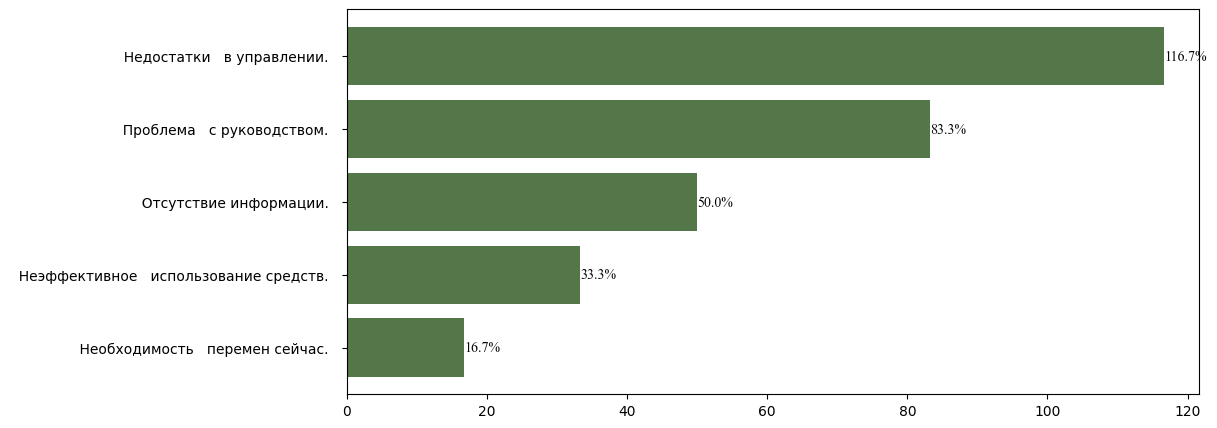 Недостатки в управлении.
116.7%
Проблема с руководством.
83.3%
Отсутствие информации.
50.0%
Неэффективное использование средств.
33.3%
Необходимость перемен сейчас.
16.7%
0 20 40 60 80 100 120